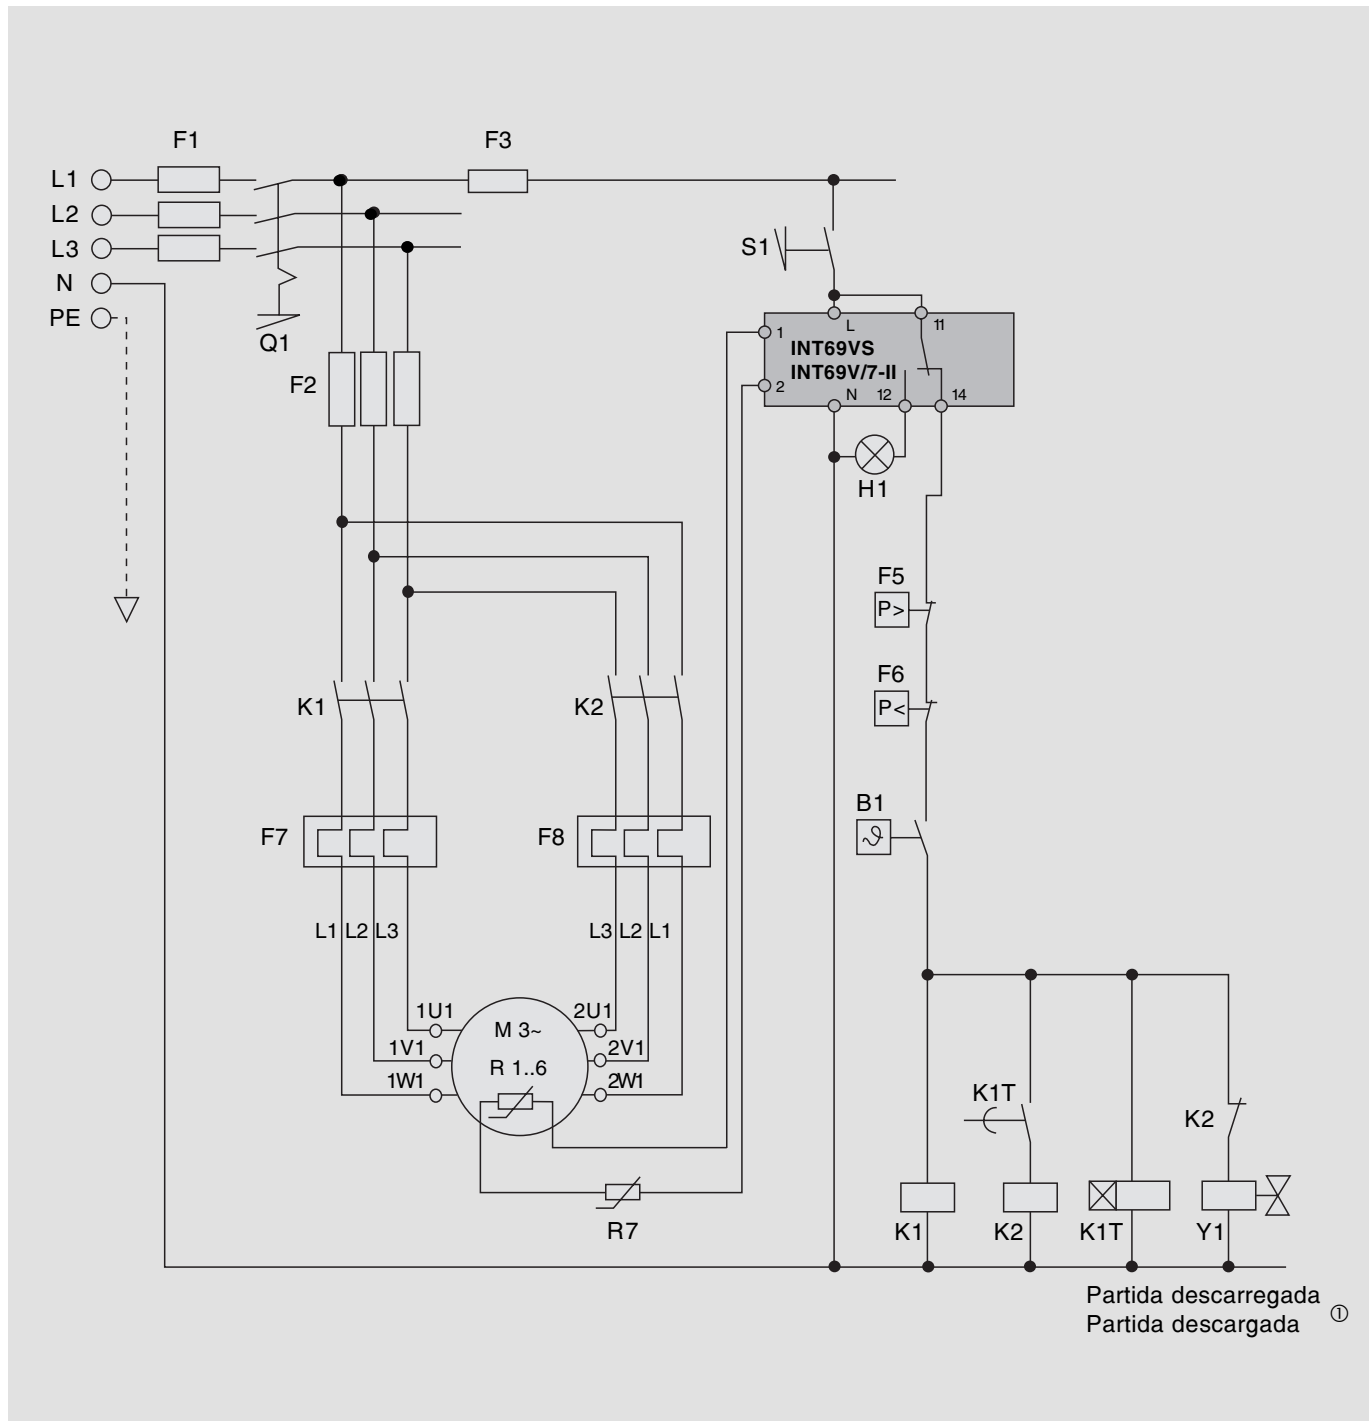 F1
F3
L1
L2
L3
N
PE
S1
Q1
L
11
1
INT69VS
INT69V/7-II
2
N
12
14
F2
H1
F5
P>
F6
P<
K1
K2
B1
ϑ
F7
F8
L1 L2 L3
L3 L2 L1
1U1
2U1
M 3~
1V1
2V1
R 1..6
1W1
2W1
K1T
K2
R7
K1
K2
K1T
Y1
Partida descarregada
Partida descargada ①